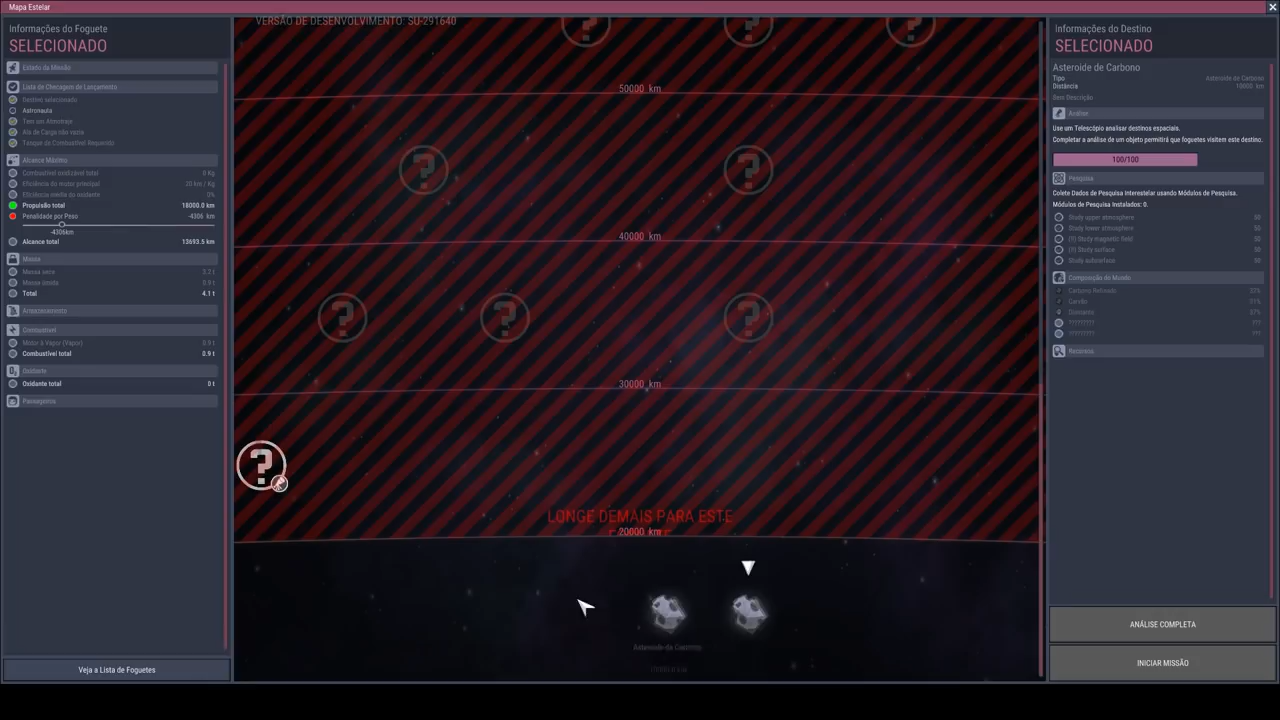 Mapa Estelar
Informações do Foguete
SELECIONADO
Estado da Missão
Lista de Checagem de Lançamento
Destino selecionado
Astronauta
Tem um Atmotraje
Ala de Carga não vazia
Tanque de Combustível Requerido
Alcance Máximo
Combustível oxidizável total 0 Kg
Eficiência do motor principal 20 km / Kg
Eficiência média do oxidante 0%
Propulsão total 18000.0 km
Penalidade por Peso -4306 km
-4306km
Alcance total 13693.5 km
Massa
Massa seca 3.2 t
Massa úmida 0.9 t
Total 4.1 t
Armazenamento
Combustível
Motor à Vapor (Vapor) 0.9 t
Combustível total 0.9 t
Oxidante
Oxidante total 0 t
Passageiros
Veja a Lista de Foguetes
VERSÃO DE DESENVOLVIMENTO: SU-291640
50000 km
40000 km
30000 km
LONGE DEMAIS PARA ESTE
20000 km
Asteroide de Carbono
Informações do Destino
SELECIONADO
Asteroide de Carbono
Tipo Asteroide de Carbono
Distância 10000 km
Sem Descrição
Análise
Use um Telescópio analisar destinos espaciais.
Completar a análise de um objeto permitirá que foguetes visitem este destino.
100/100
Pesquisa
Colete Dados de Pesquisa Interestelar usando Módulos de Pesquisa.
Módulos de Pesquisa Instalados: 0.
Study upper atmosphere 50
Study lower atmosphere 50
(!!) Study magnetic field 50
(!!) Study surface 50
Study subsurface 50
Composição do Mundo
Carbono Refinado
Carvão 31%
????????? ???
????????? ???
Recursos
ANÁLISE COMPLETA
INICIAR MISSÃO